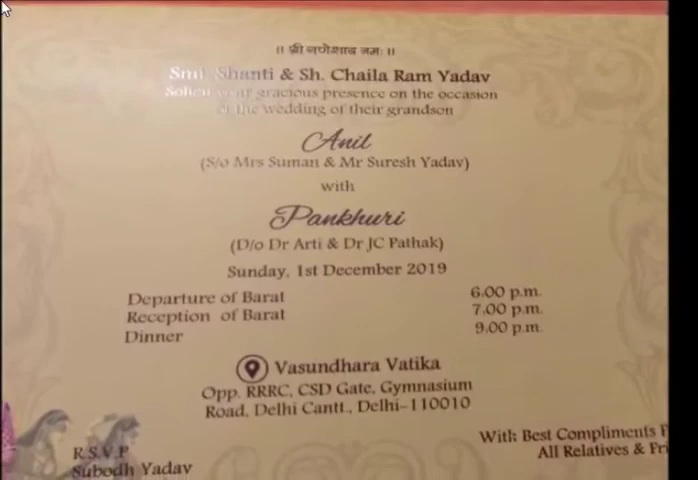 ॥ श्री गणेशाय नमः ॥
Smt. Shanti & Sh. Chaila Ram Yadav
Solicit your gracious presence on the occasion
of the wedding of their grandson
Anil
(S/o Mrs Suman & Mr Suresh Yadav)
with
Pankhuri
(D/o Dr Arti & Dr JC Pathak)
Sunday, 1st December 2019
Departure of Barat 6.00 p.m.
Reception of Barat 7.00 p.m.
Dinner 9.00 p.m.
Vasundhara Vatika
Opp. RRRC, CSD Gate, Gymnasium
Road, Delhi Cantt., Delhi-110010
With Best Compliments F
All Relatives & Fri
R.S.V.P
Subodh Yadav